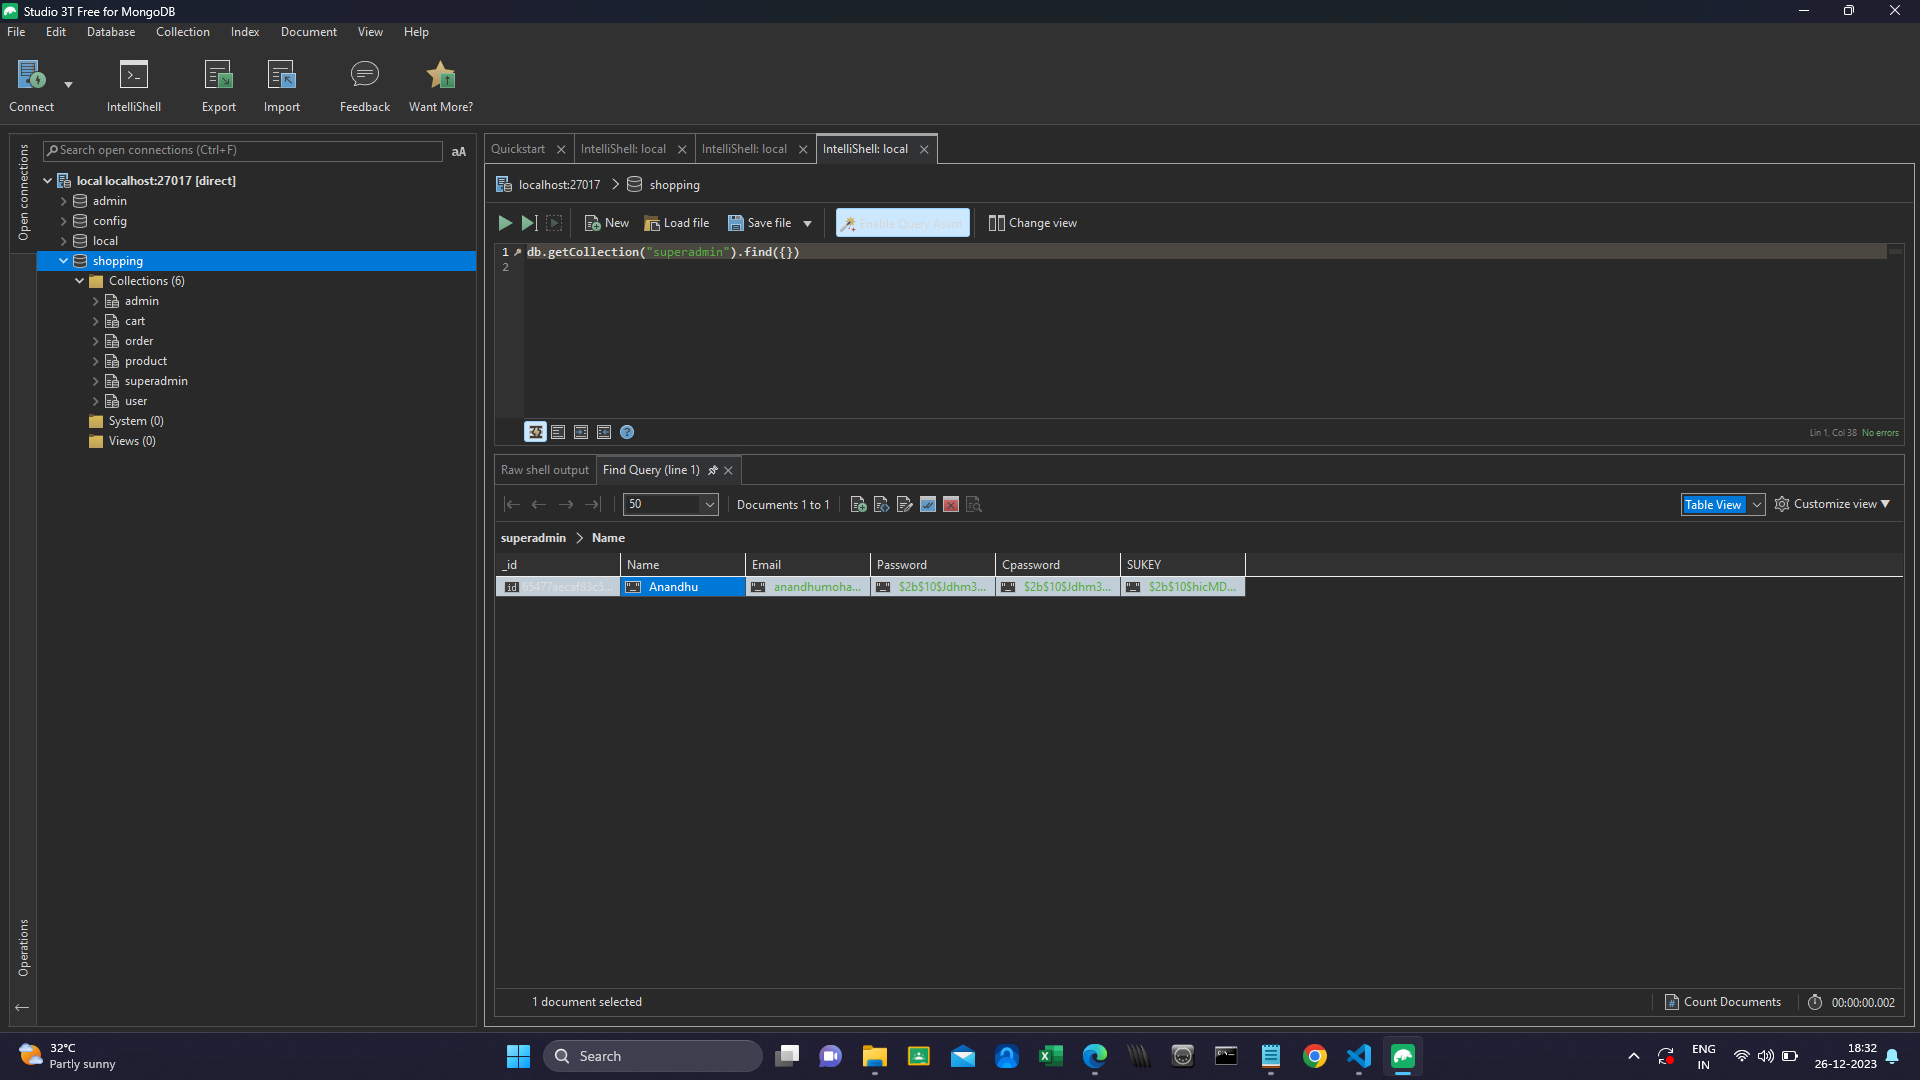 Studio 3T Free for MongoDB
File Edit Database Collection Index Document View Help
Connect IntelliShell Export Import Feedback Want More?
Open connections
Search open connections (Ctrl+F) aA
local localhost:27017 [direct]
admin
config
local
shopping
Collections (6)
admin
cart
order
product
superadmin
user
System (0)
Views (0)
Operations
Quickstart IntelliShell: local IntelliShell: local IntelliShell: local
localhost:27017 shopping
New Load file Save file Enable Query Assist Change view
1 db.getCollection("superadmin").find({})
2
Lin 1, Col 38 No errors
Raw shell output Find Query (line 1)
50 Documents 1 to 1 Table View Customize view
superadmin > Name
_id Name Email Password Cpassword SUKEY
id 65477aecaf83c3... Anandhu anandhumoha... $2b$10$Jdhm3... $2b$10$Jdhm3... $2b$10$hicMD...
1 document selected Count Documents 00:00:00.002
32°C
Partly sunny
Search
ENG
IN
18:32
26-12-2023